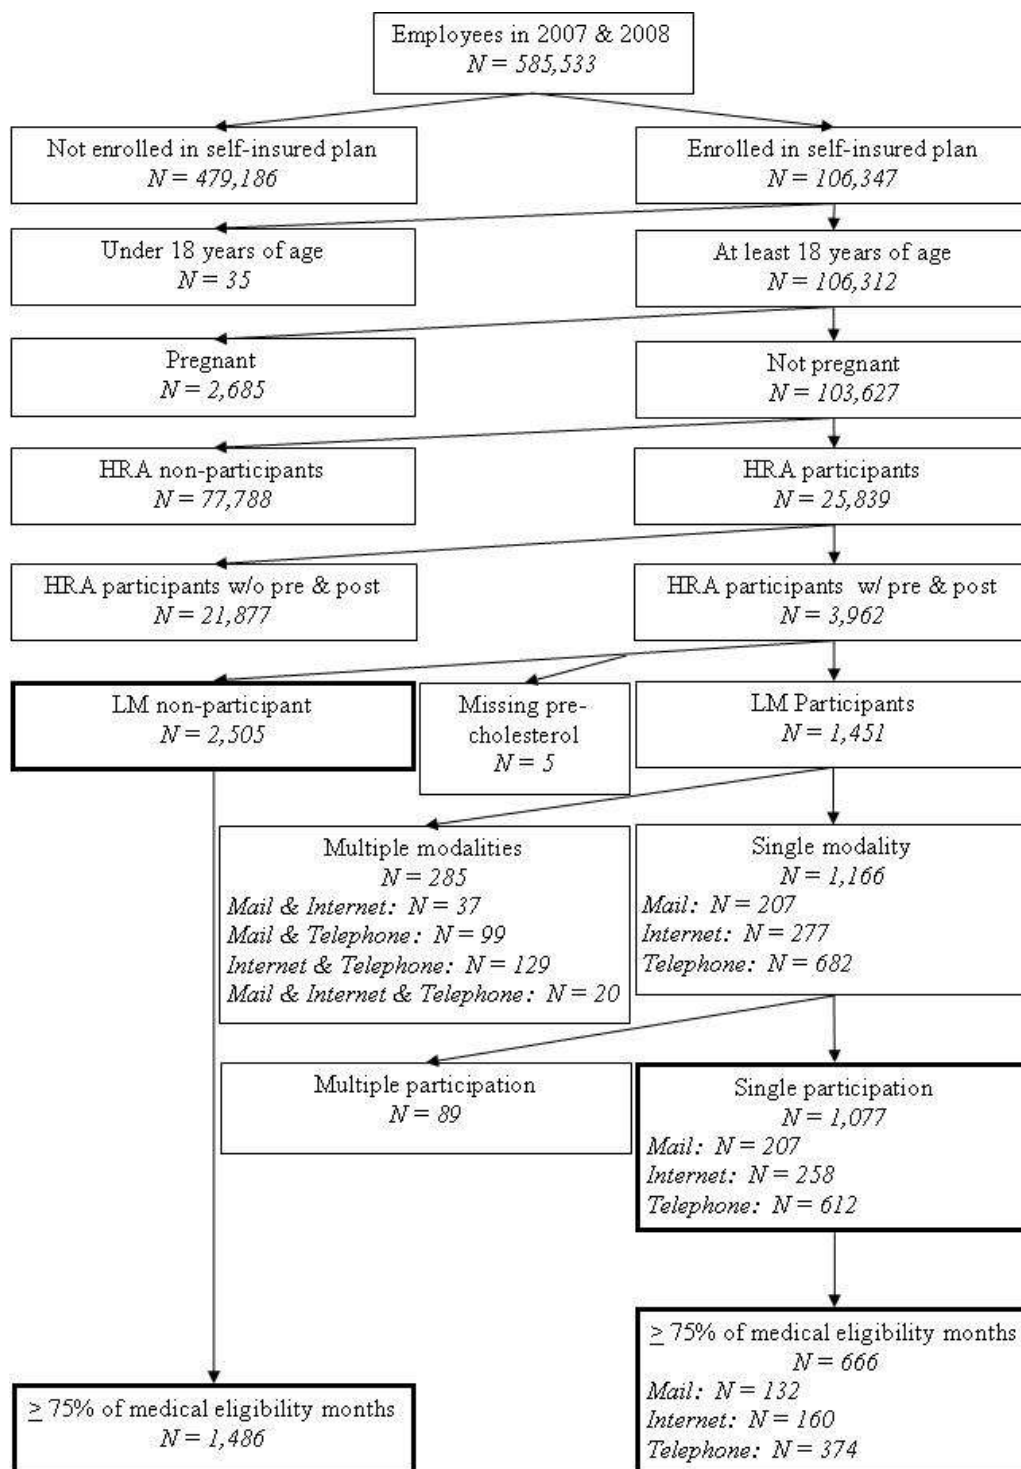 Employees in 2007 & 2008
N = 585,533
Not enrolled in self-insured plan
N = 479,186
Enrolled in self-insured plan
N = 106,347
Under 18 years of age
N = 35
At least 18 years of age
N = 106,312
Pregnant
N = 2,685
Not pregnant
N = 103,627
HRA non-participants
N = 77,788
HRA participants
N = 25,839
HRA participants w/o pre & post
N = 21,877
HRA participants w/ pre & post
N = 3,962
LM non-participant
N = 2,505
Missing pre-
cholesterol
N = 5
LM Participants
N = 1,451
Multiple modalities
N = 285
Mail & Internet: N = 37
Mail & Telephone: N = 99
Internet & Telephone: N = 129
Mail & Internet & Telephone: N = 20
Single modality
N = 1,166
Mail: N = 207
Internet: N = 277
Telephone: N = 682
Multiple participation
N = 89
Single participation
N = 1,077
Mail: N = 207
Internet: N = 258
Telephone: N = 612
≥ 75% of medical eligibility months
N = 1,486
≥ 75% of medical eligibility months
N = 666
Mail: N = 132
Internet: N = 160
Telephone: N = 374